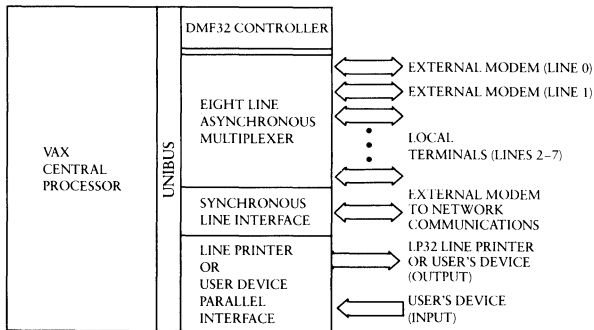 DMF32 CONTROLLER
EXTERNAL MODEM (LINE 0)
EXTERNAL MODEM (LINE 1)
EIGHT LINE
ASYNCHRONOUS
MULTIPLEXER
LOCAL
TERMINALS (LINES 2-7)
VAX
CENTRAL
PROCESSOR
UNIBUS
SYNCHRONOUS
LINE INTERFACE
EXTERNAL MODEM
TO NETWORK
COMMUNICATIONS
LINE PRINTER
OR
USER DEVICE
PARALLEL
INTERFACE
LP32 LINE PRINTER
OR USER'S DEVICE
(OUTPUT)
USER'S DEVICE
(INPUT)